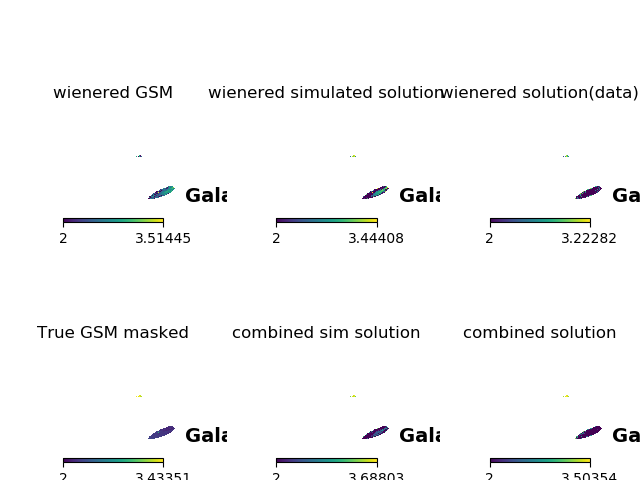 wienered GSM
wienered simulated solution
wienered solution(data)
Gala
Gala
Ga
2 3.51445
2 3.44408
2 3.22282
True GSM masked
combined sim solution
combined solution
Gala
Gala
Ga
2 3.43351
2 3.68803
2 3.50354